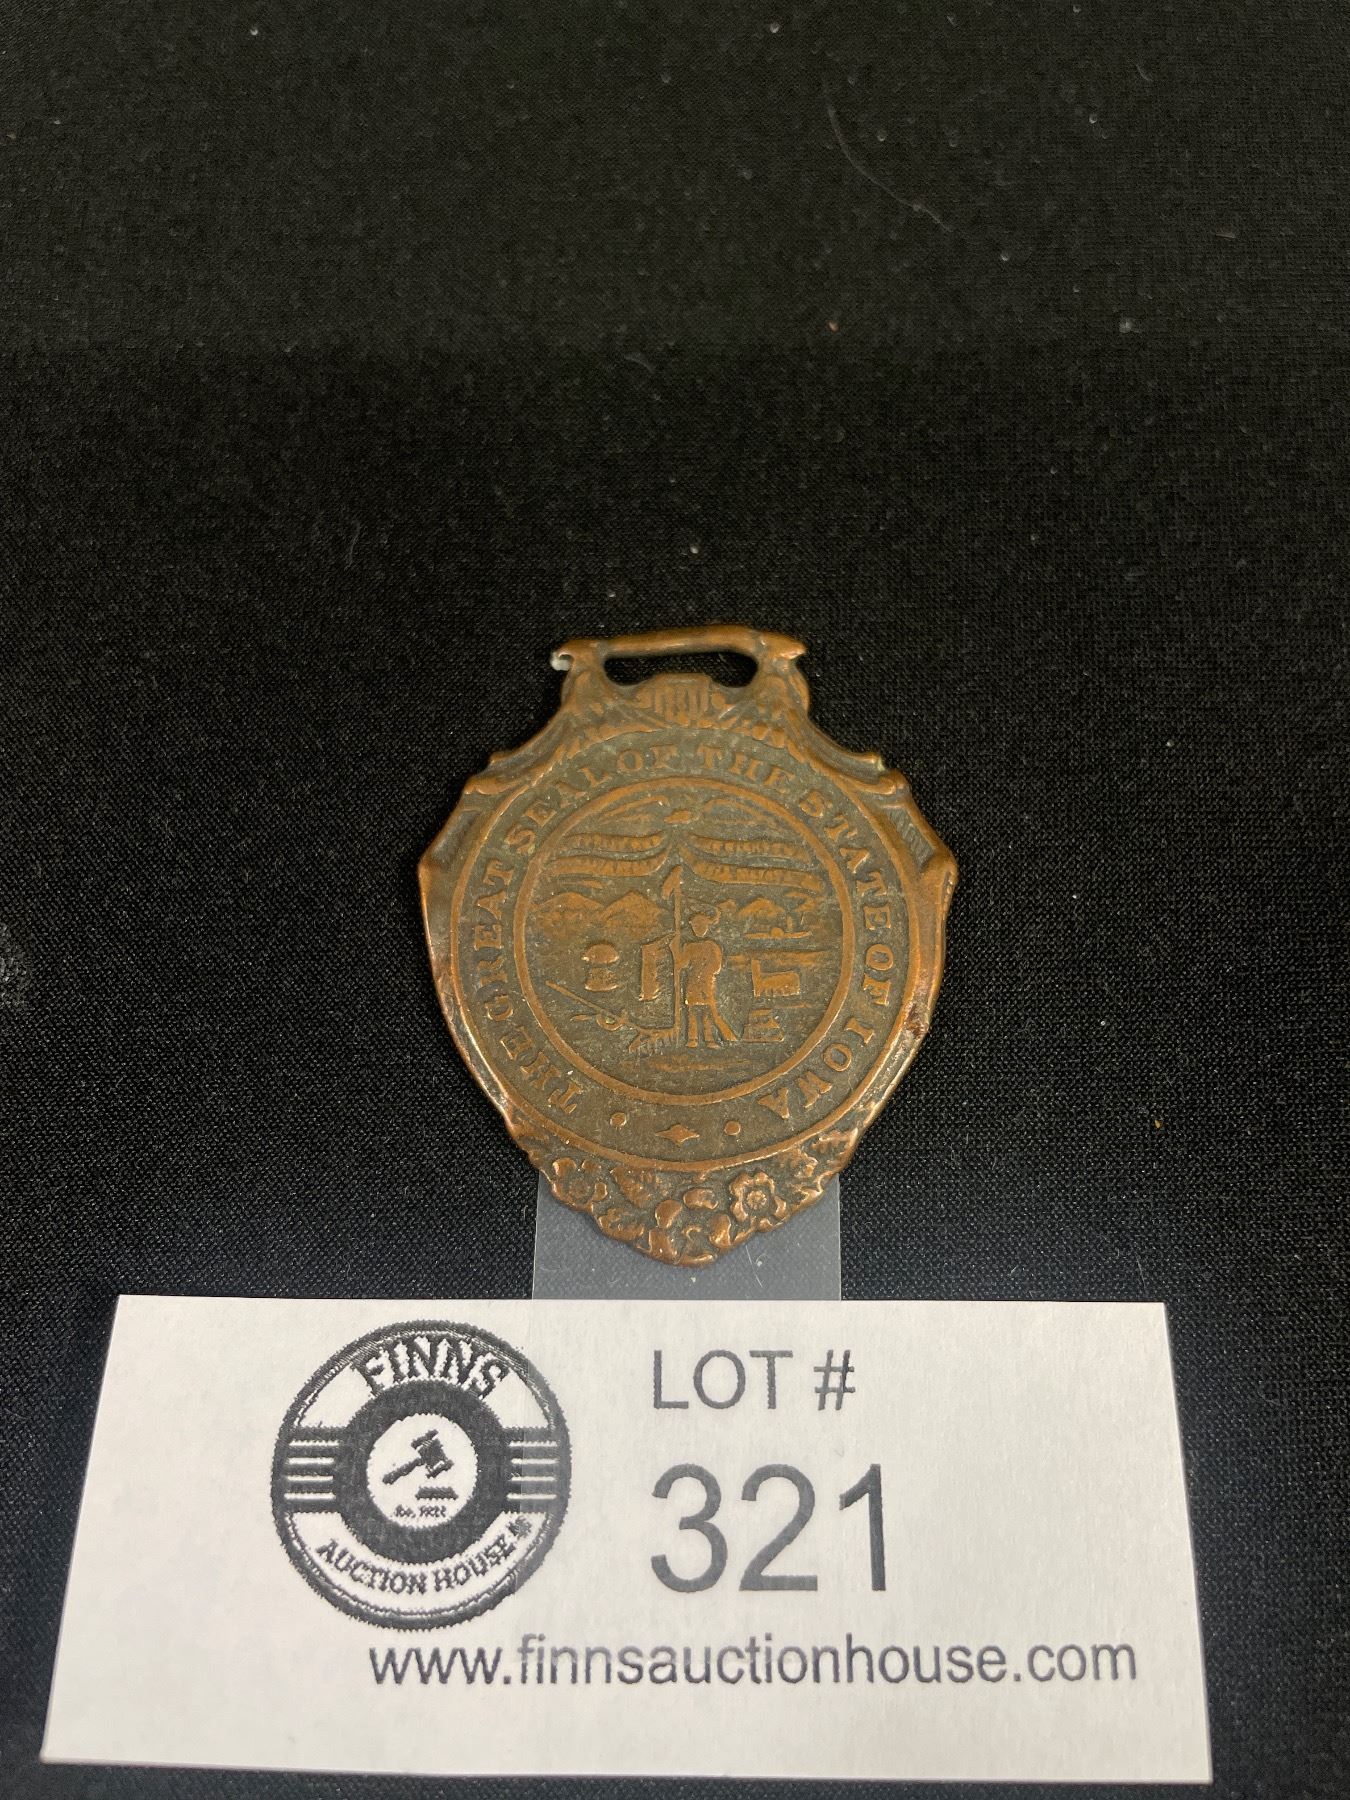 THE GREAT SEAL OF THE STATE OF IOWA
FINNS
AUCTION HOUSE
LOT #
321
www.finnsauctionhouse.com